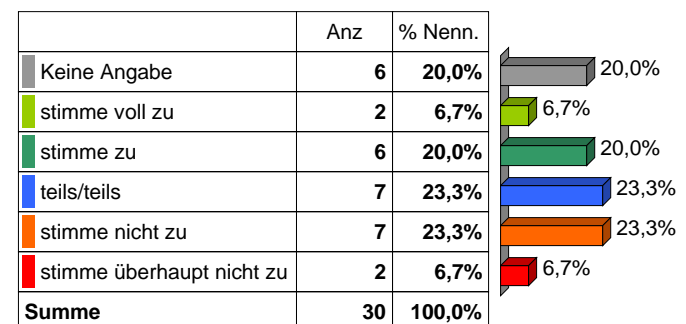 Anz % Nenn.
Keine Angabe 6 20,0% 20,0%
stimme voll zu 2 6,7% 6,7%
stimme zu 6 20,0% 20,0%
teils/teils 7 23,3% 23,3%
stimme nicht zu 7 23,3% 23,3%
stimme überhaupt nicht zu 2 6,7% 6,7%
Summe 30 100,0%